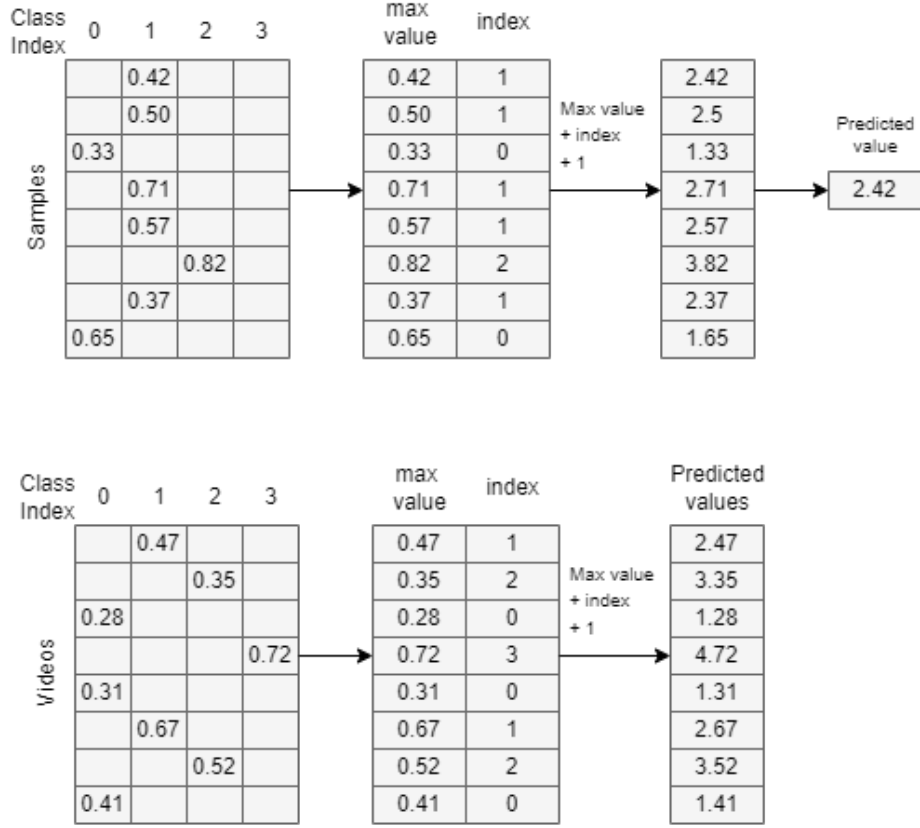 Class Index 0 1 2 3
max value index
0.42 0.42 1 2.42
0.50 0.50 1 2.5
0.33 0.33 0 1.33
0.71 0.71 1 2.71
0.57 0.57 1 2.57
0.82 0.82 2 3.82
0.37 0.37 1 2.37
0.65 0.65 0 1.65
Samples
Max value
+ index
+ 1
Predicted
value
2.42
Class Index 0 1 2 3
max value index
Predicted values
0.47 0.47 1 2.47
0.35 0.35 2 3.35
0.28 0.28 0 1.28
0.72 0.72 3 4.72
0.31 0.31 0 1.31
0.67 0.67 1 2.67
0.52 0.52 2 3.52
0.41 0.41 0 1.41
Videos
Max value
+ index
+ 1